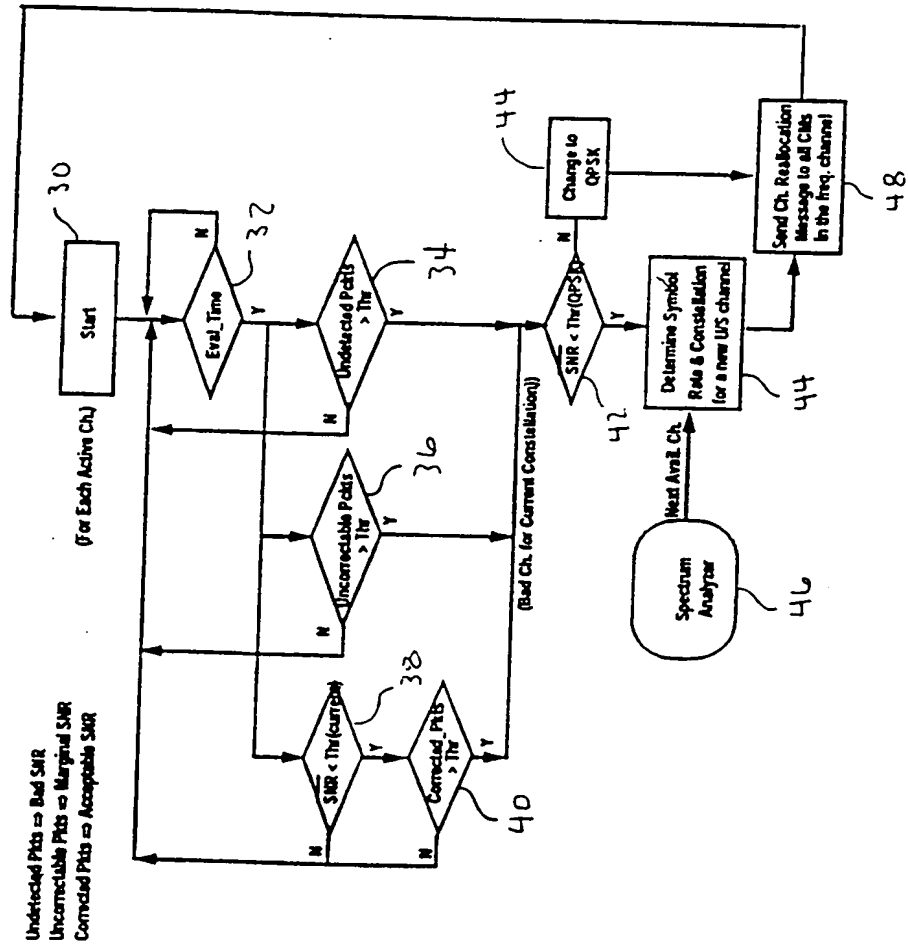 Undetected Pkts => Bad SNR
Uncorrectable Pkts => Marginal SNR
Corrected Pkts => Acceptable SNR
(For Each Active Ch.)
Start
30
Eval_Time
N
Y
32
Undetected Pckts
> Thr
N
Y
34
Uncorrectable Pckts
> Thr
N
Y
36
SNR < Thr(current)
N
Y
38
Corrected_Pkts
> Thr
N
Y
40
(Bad Ch. for Current Constellation))
SNR < Thr(QPSK)
N
Y
42
Change to
QPSK
44
Spectrum
Analyzer
46
Next Avail. Ch.
Determine Symbol
Rate & Constellation
for a new U/S channel
44
Send Ch. Reallocation
Message to all CMs
In the freq. channel
48